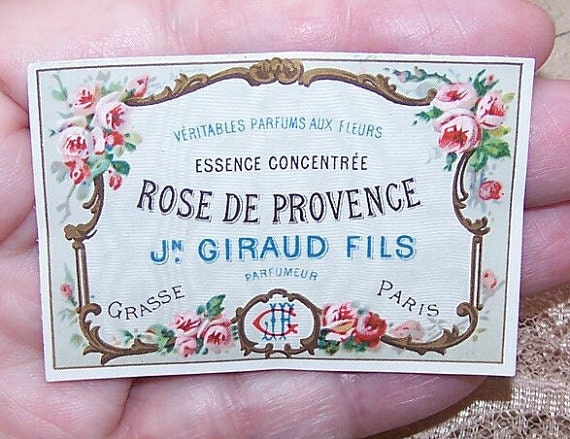 VÉRITABLES PARFUMS AUX FLEURS
ESSENCE CONCENTRÉE
ROSE DE PROVENCE
JN. GIRAUD FILS
PARFUMEUR
GRASSE
PARIS